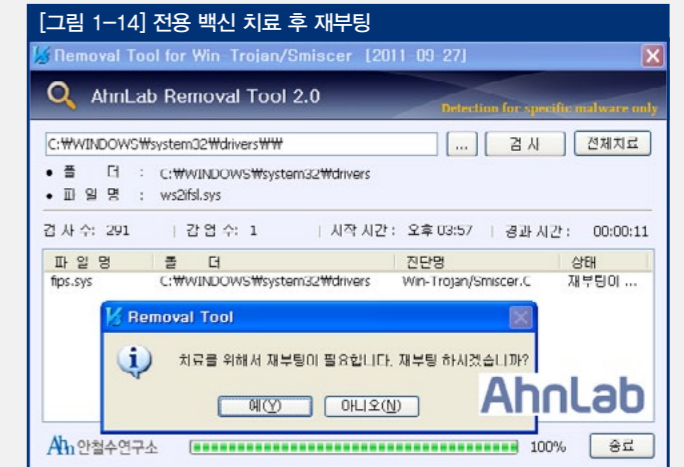 [그림 1-14] 전용 백신 치료 후 재부팅
Removal Tool for Win-Trojan/Smiscer [2011-09-27]
AhnLab Removal Tool 2.0
Detection for specific malware only
C:₩WINDOWS₩system32₩drivers₩₩ ... 검 사 전체치료
• 폴 더 : C:₩WINDOWS₩system32₩drivers
• 파 일 명 : ws2ifsl.sys
검 사 수: 291 | 감 염 수: 1 | 시작 시간 : 오후 03:57 | 경과 시간 : 00:00:11
파 일 명 폴 더 진단명 상태
fips.sys C:₩WINDOWS₩system32₩drivers Win-Trojan/Smiscer.C 재부팅이 ...
Removal Tool
치료를 위해서 재부팅이 필요합니다. 재부팅 하시겠습니까?
예(Y) 아니오(N)
AhnLab
Ahn 안철수연구소 100% 종료